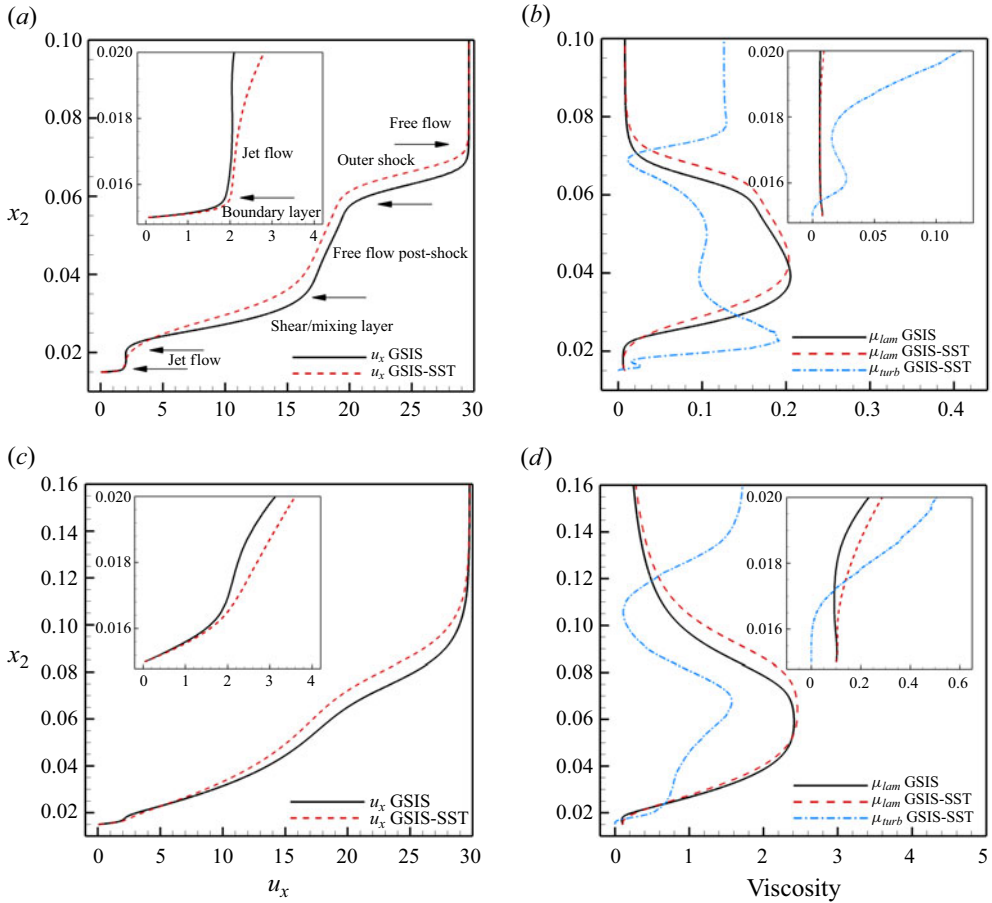 (a)
0.10
0.08
0.06
x₂
0.04
0.02
0 5 10 15 20 25 30
0.020
0.018
0.016
0 1 2 3 4
Jet flow
Boundary layer
Free flow
Outer shock
Free flow post-shock
Shear/mixing layer
Jet flow
uₓ GSIS
uₓ GSIS-SST
(b)
0.10
0.08
0.06
0.04
0.02
0 0.1 0.2 0.3 0.4
0.020
0.018
0.016
0 0.05 0.10
μ_lam GSIS
μ_lam GSIS-SST
μ_turb GSIS-SST
(c)
0.16
0.14
0.12
0.10
x₂
0.08
0.06
0.04
0.02
0 5 10 15 20 25 30
uₓ
0.020
0.018
0.016
0 1 2 3 4
uₓ GSIS
uₓ GSIS-SST
(d)
0.16
0.14
0.12
0.10
0.08
0.06
0.04
0.02
0 1 2 3 4 5
Viscosity
0.020
0.018
0.016
0 0.2 0.4 0.6
μ_lam GSIS
μ_lam GSIS-SST
μ_turb GSIS-SST